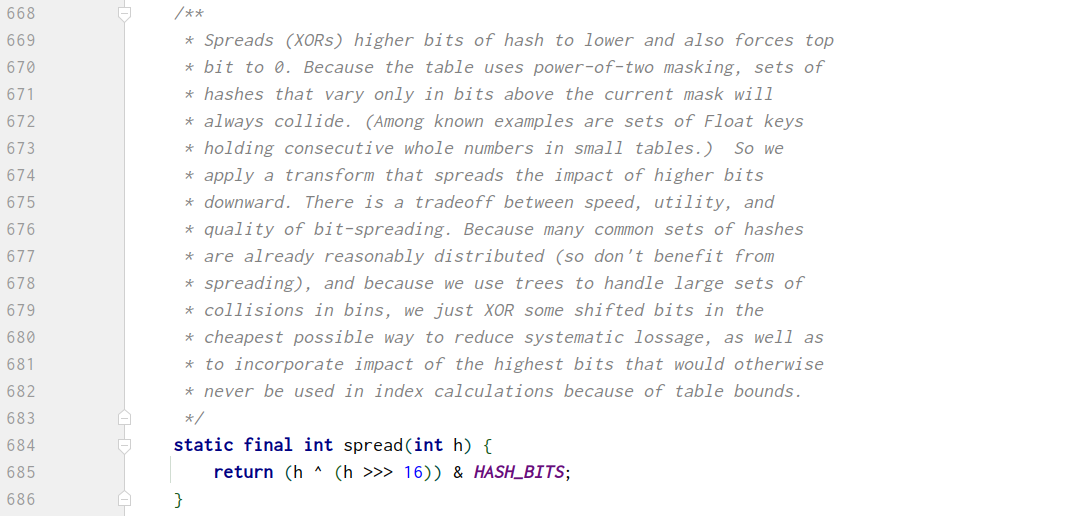 668 /**
669 * Spreads (XORs) higher bits of hash to lower and also forces top
670 * bit to 0. Because the table uses power-of-two masking, sets of
671 * hashes that vary only in bits above the current mask will
672 * always collide. (Among known examples are sets of Float keys
673 * holding consecutive whole numbers in small tables.)  So we
674 * apply a transform that spreads the impact of higher bits
675 * downward. There is a tradeoff between speed, utility, and
676 * quality of bit-spreading. Because many common sets of hashes
677 * are already reasonably distributed (so don't benefit from
678 * spreading), and because we use trees to handle large sets of
679 * collisions in bins, we just XOR some shifted bits in the
680 * cheapest possible way to reduce systematic lossage, as well as
681 * to incorporate impact of the highest bits that would otherwise
682 * never be used in index calculations because of table bounds.
683 */
684 static final int spread(int h) {
685 return (h ^ (h >>> 16)) & HASH_BITS;
686 }